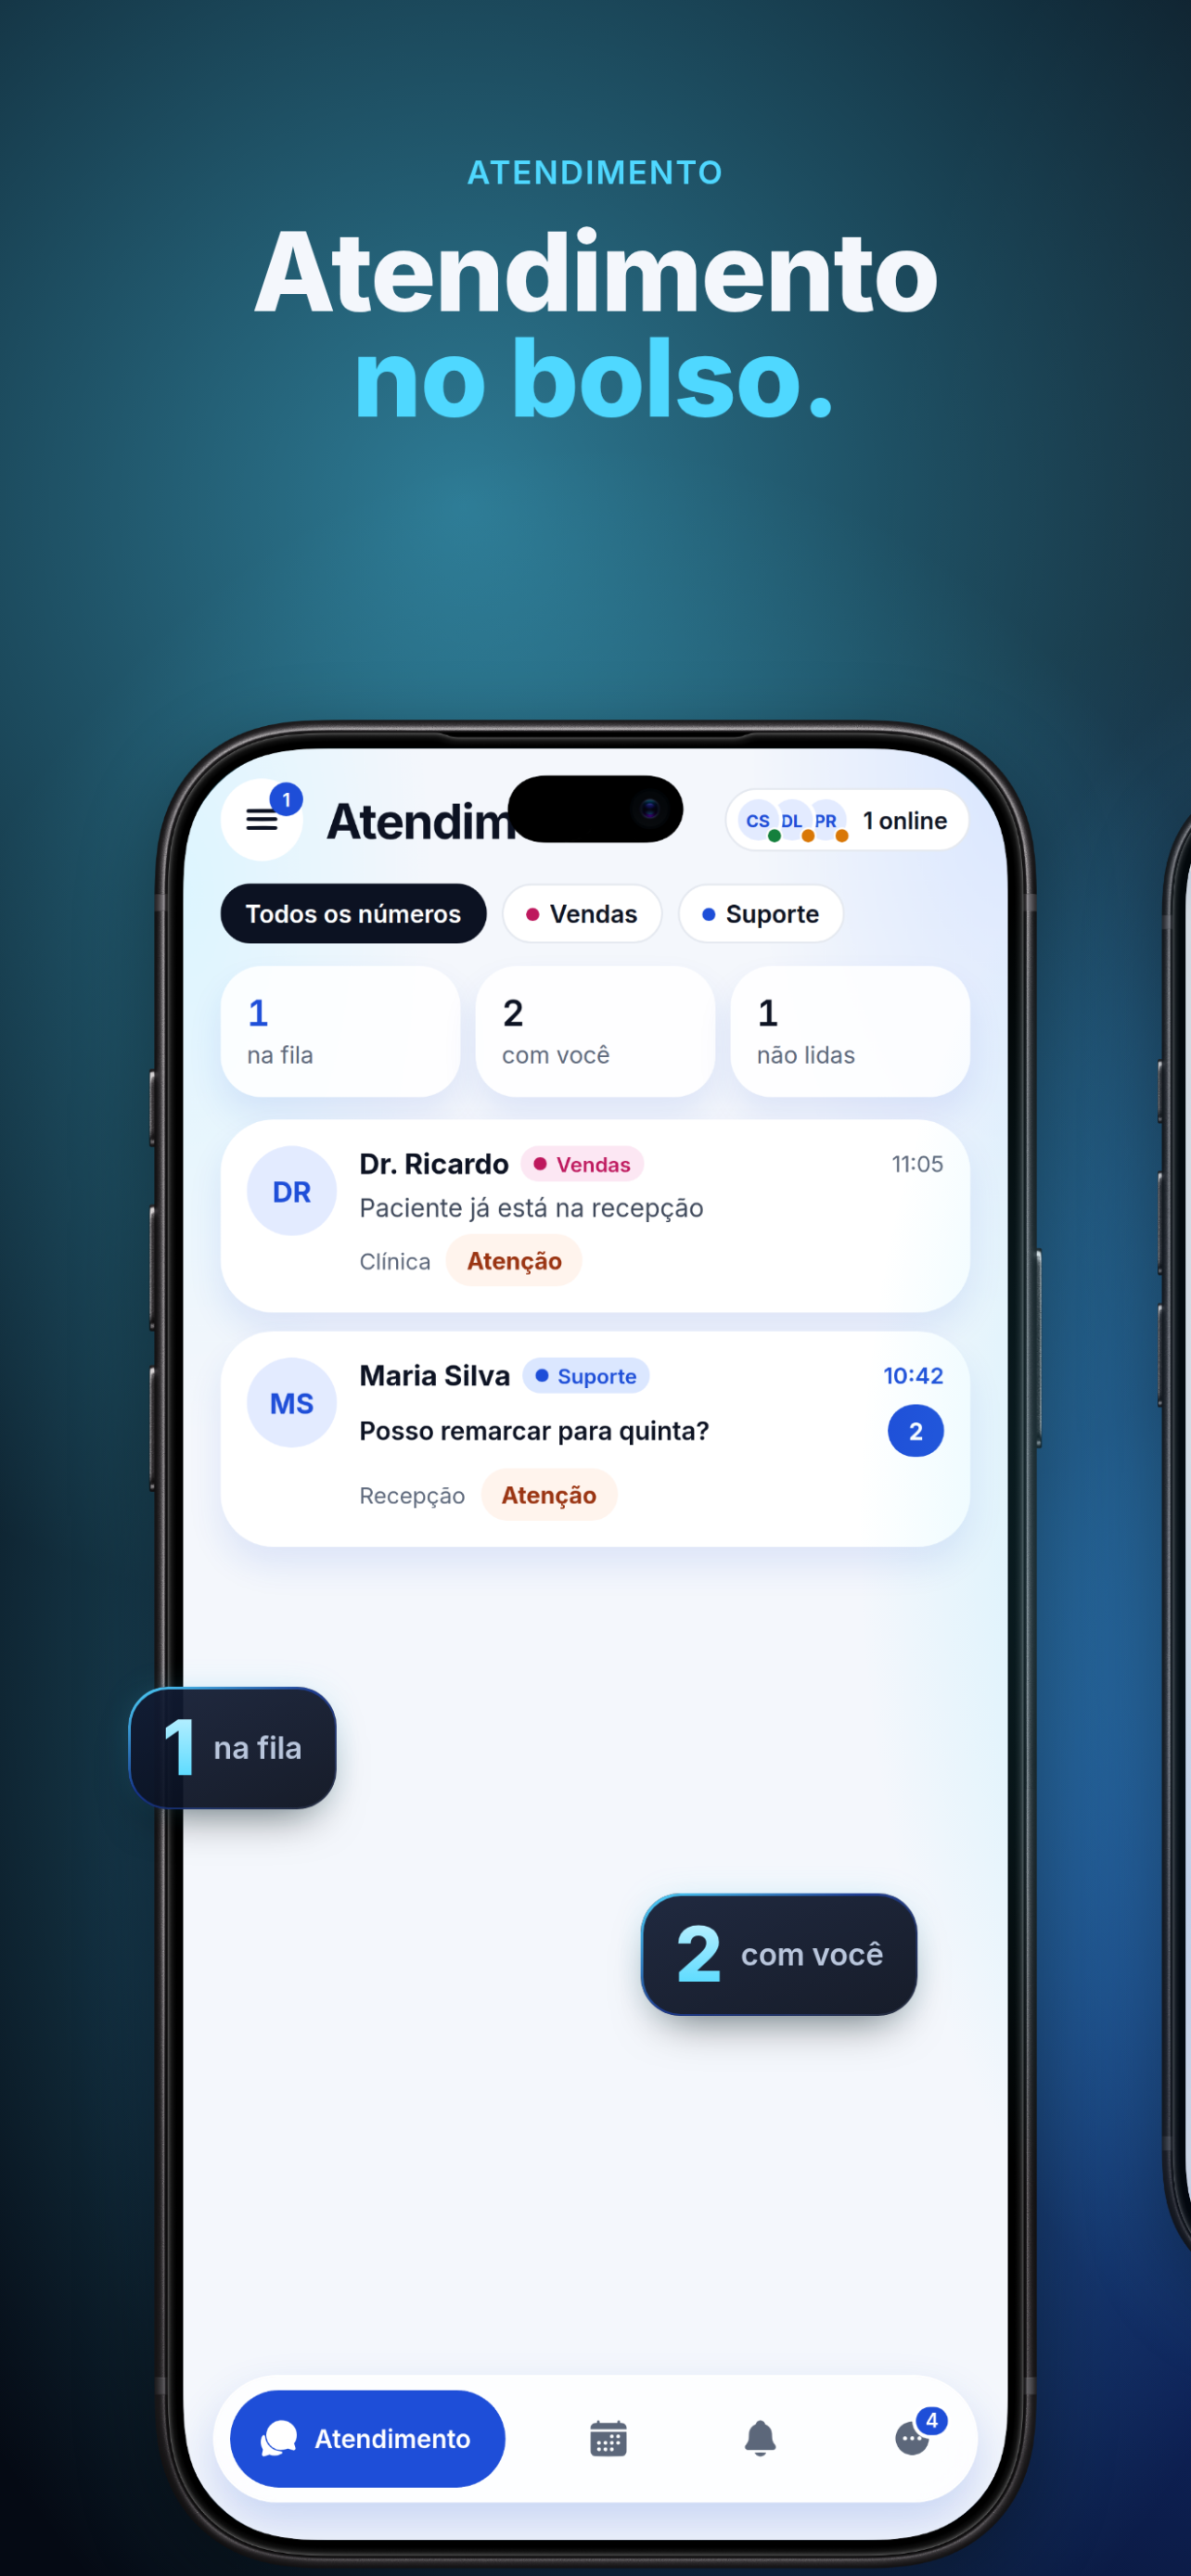 ATENDIMENTO
Atendimento
no bolso.
1
Atendim
CS DL PR 1 online
Todos os números Vendas Suporte
1 2 1
na fila com você não lidas
DR Dr. Ricardo Vendas 11:05
Paciente já está na recepção
Clínica Atenção
MS Maria Silva Suporte 10:42
Posso remarcar para quinta? 2
Recepção Atenção
1 na fila
2 com você
Atendimento 4